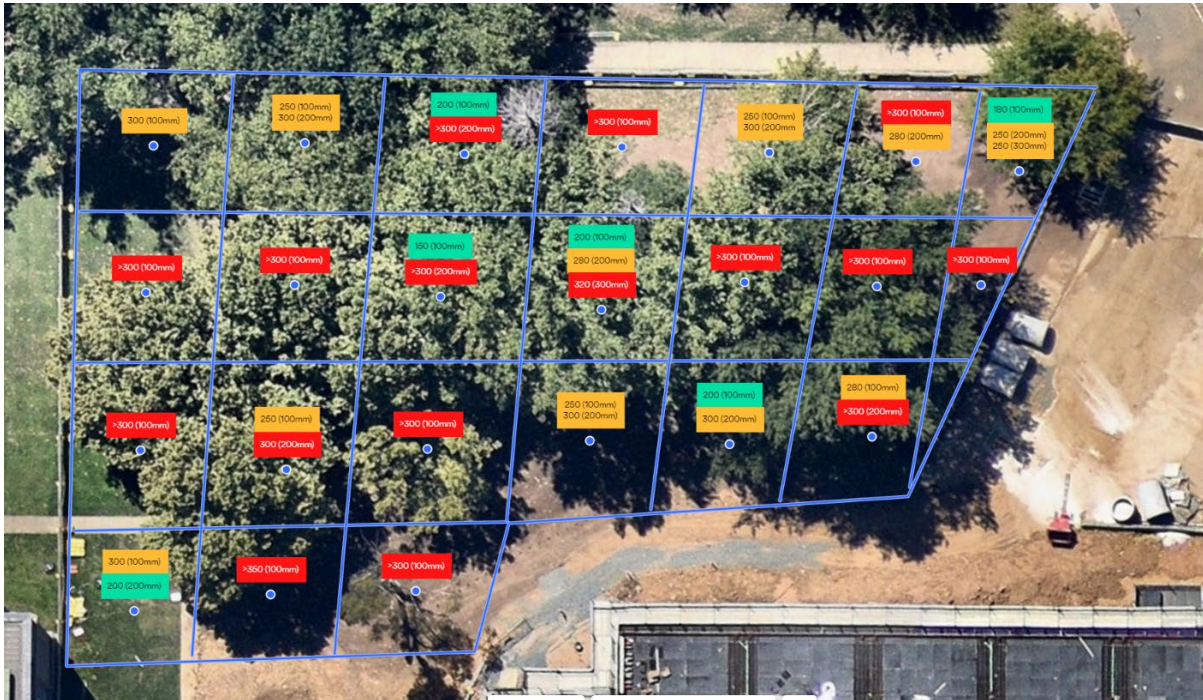 300 (100mm)
250 (100mm)
300 (200mm)
200 (100mm)
>300 (200mm)
>300 (100mm)
250 (100mm)
300 (200mm
>300 (100mm)
280 (200mm)
180 (100mm)
250 (200mm)
250 (300mm)
>300 (100mm)
>300 (100mm)
150 (100mm)
>300 (200mm)
200 (100mm)
280 (200mm)
320 (300mm)
>300 (100mm)
>300 (100mm)
>300 (100mm)
>300 (100mm)
250 (100mm)
300 (200mm)
>300 (100mm)
250 (100mm)
300 (200mm)
200 (100mm)
300 (200mm)
280 (100mm)
>300 (200mm)
300 (100mm)
200 (200mm)
>350 (100mm)
>300 (100mm)